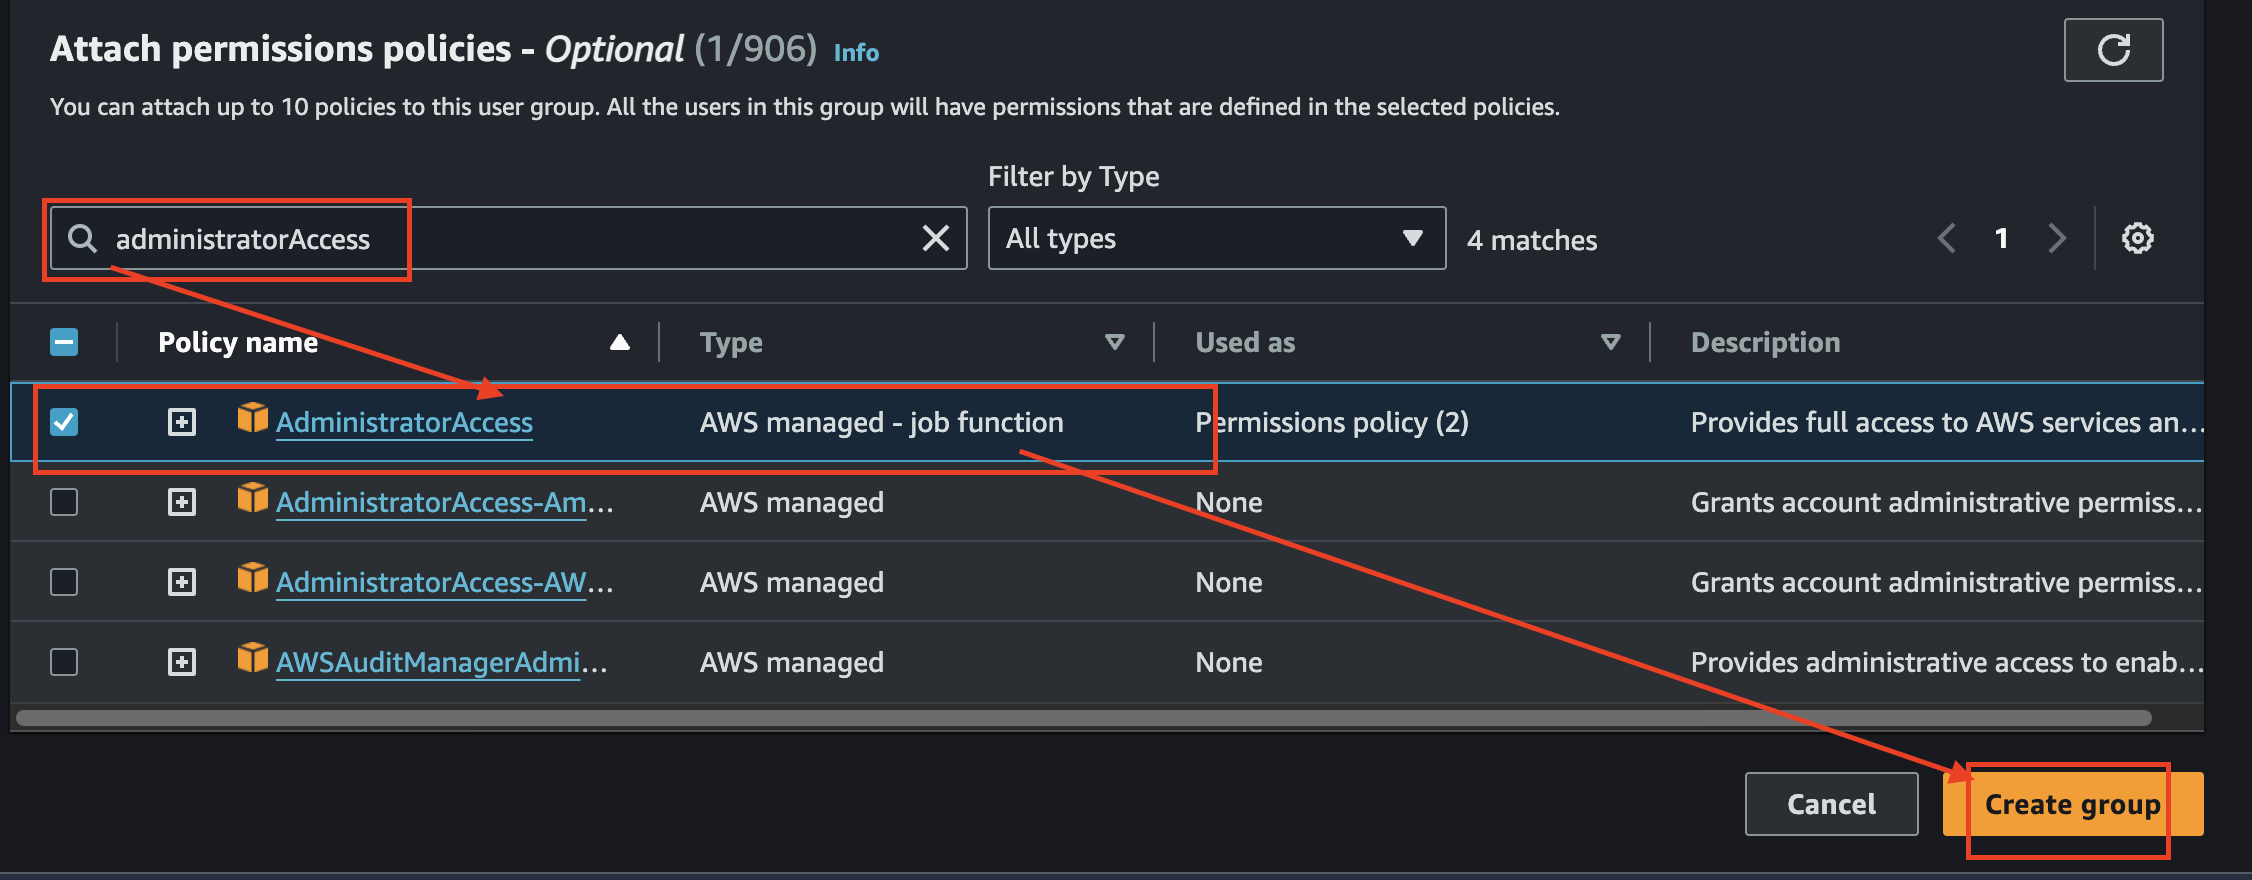 Attach permissions policies - Optional (1/906) Info
You can attach up to 10 policies to this user group. All the users in this group will have permissions that are defined in the selected policies.
Filter by Type
administratorAccess All types 4 matches 1
Policy name Type Used as Description
AdministratorAccess AWS managed - job function Permissions policy (2) Provides full access to AWS services an...
AdministratorAccess-Am... AWS managed None Grants account administrative permiss...
AdministratorAccess-AW... AWS managed None Grants account administrative permiss...
AWSAuditManagerAdmi... AWS managed None Provides administrative access to enab...
Cancel Create group